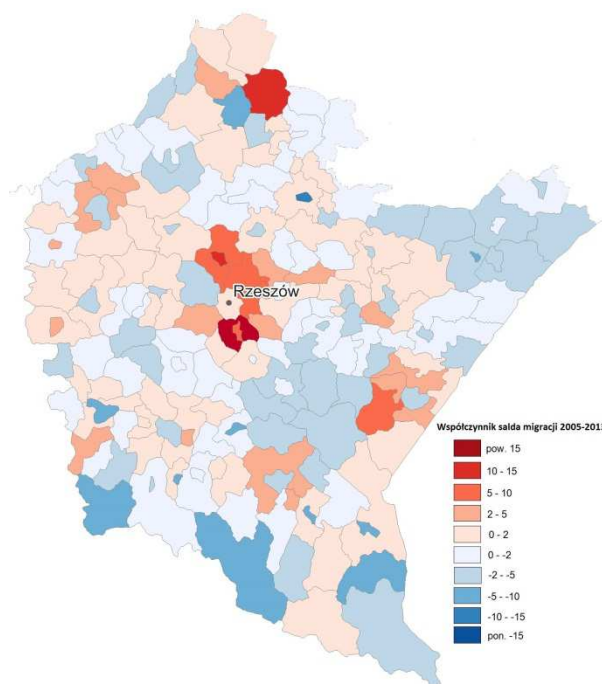 Rzeszów
Współczynnik salda migracji 2005-201
pow. 15
10 - 15
5 - 10
2 - 5
0 - 2
0 - -2
-2 - -5
-5 - -10
-10 - -15
pon. -15